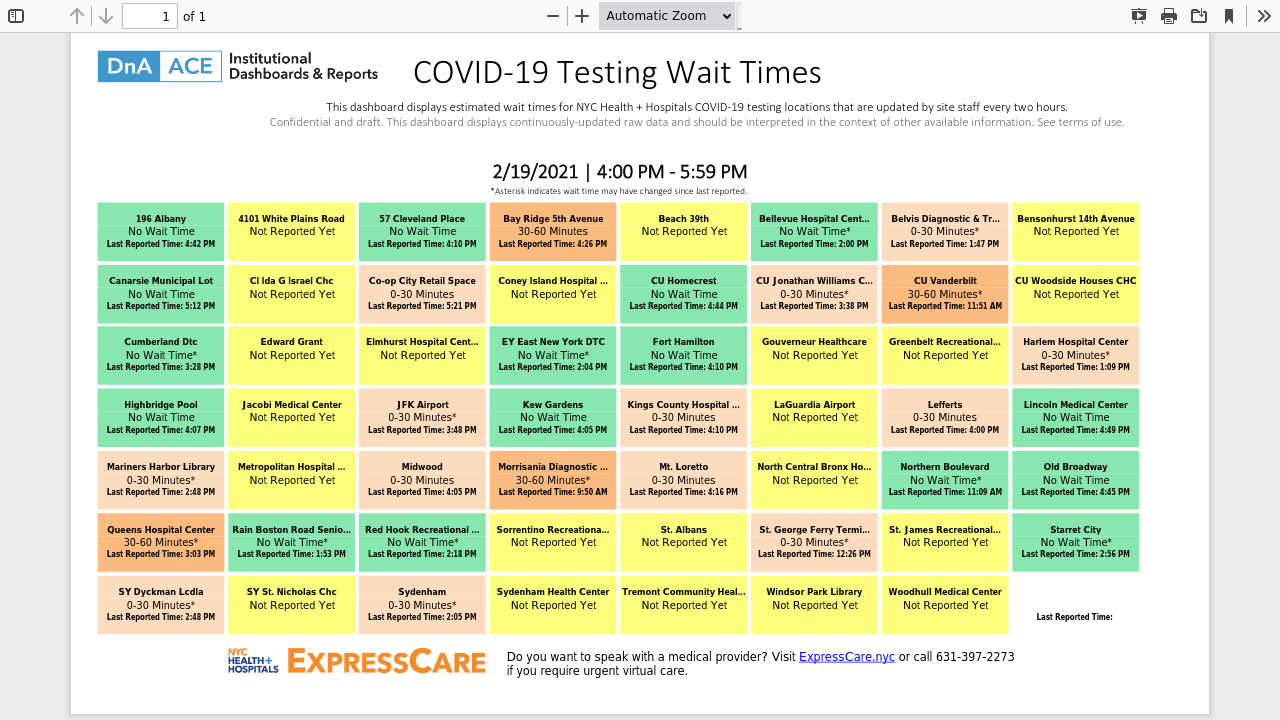 1 of 1 Automatic Zoom
DnA ACE Institutional Dashboards & Reports
COVID-19 Testing Wait Times
This dashboard displays estimated wait times for NYC Health + Hospitals COVID-19 testing locations that are updated by site staff every two hours.
Confidential and draft. This dashboard displays continuously-updated raw data and should be interpreted in the context of other available information. See terms of use.
2/19/2021 | 4:00 PM - 5:59 PM
*Asterisk indicates wait time may have changed since last reported.
196 Albany
No Wait Time
Last Reported Time: 4:42 PM
4101 White Plains Road
Not Reported Yet
57 Cleveland Place
No Wait Time
Last Reported Time: 4:10 PM
Bay Ridge 5th Avenue
30-60 Minutes
Last Reported Time: 4:26 PM
Beach 39th
Not Reported Yet
Bellevue Hospital Cent...
No Wait Time*
Last Reported Time: 2:00 PM
Belvis Diagnostic & Tr...
0-30 Minutes*
Last Reported Time: 1:47 PM
Bensonhurst 14th Avenue
Not Reported Yet
Canarsie Municipal Lot
No Wait Time
Last Reported Time: 5:12 PM
Cl Ida G Israel Chc
Not Reported Yet
Co-op City Retail Space
0-30 Minutes
Last Reported Time: 5:21 PM
Coney Island Hospital ...
Not Reported Yet
CU Homecrest
No Wait Time
Last Reported Time: 4:44 PM
CU Jonathan Williams C...
0-30 Minutes*
Last Reported Time: 3:38 PM
CU Vanderbilt
30-60 Minutes*
Last Reported Time: 11:51 AM
CU Woodside Houses CHC
Not Reported Yet
Cumberland Dtc
No Wait Time*
Last Reported Time: 3:28 PM
Edward Grant
Not Reported Yet
Elmhurst Hospital Cent...
Not Reported Yet
EY East New York DTC
No Wait Time*
Last Reported Time: 2:04 PM
Fort Hamilton
No Wait Time
Last Reported Time: 4:10 PM
Gouverneur Healthcare
Not Reported Yet
Greenbelt Recreational...
Not Reported Yet
Harlem Hospital Center
0-30 Minutes*
Last Reported Time: 1:09 PM
Highbridge Pool
No Wait Time
Last Reported Time: 4:07 PM
Jacobi Medical Center
Not Reported Yet
JFK Airport
0-30 Minutes*
Last Reported Time: 3:48 PM
Kew Gardens
No Wait Time
Last Reported Time: 4:05 PM
Kings County Hospital ...
0-30 Minutes
Last Reported Time: 4:10 PM
LaGuardia Airport
Not Reported Yet
Lefferts
0-30 Minutes
Last Reported Time: 4:00 PM
Lincoln Medical Center
No Wait Time
Last Reported Time: 4:49 PM
Mariners Harbor Library
0-30 Minutes*
Last Reported Time: 2:48 PM
Metropolitan Hospital ...
Not Reported Yet
Midwood
0-30 Minutes
Last Reported Time: 4:05 PM
Morrisania Diagnostic ...
30-60 Minutes*
Last Reported Time: 9:50 AM
Mt. Loretto
0-30 Minutes
Last Reported Time: 4:16 PM
North Central Bronx Ho...
Not Reported Yet
Northern Boulevard
No Wait Time*
Last Reported Time: 11:09 AM
Old Broadway
No Wait Time
Last Reported Time: 4:45 PM
Queens Hospital Center
30-60 Minutes*
Last Reported Time: 3:03 PM
Rain Boston Road Senio...
No Wait Time*
Last Reported Time: 1:53 PM
Red Hook Recreational ...
No Wait Time*
Last Reported Time: 2:18 PM
Sorrentino Recreationa...
Not Reported Yet
St. Albans
Not Reported Yet
St. George Ferry Termi...
0-30 Minutes*
Last Reported Time: 12:26 PM
St. James Recreational...
Not Reported Yet
Starret City
No Wait Time*
Last Reported Time: 2:56 PM
SY Dyckman Lcdla
0-30 Minutes*
Last Reported Time: 2:48 PM
SY St. Nicholas Chc
Not Reported Yet
Sydenham
0-30 Minutes*
Last Reported Time: 2:05 PM
Sydenham Health Center
Not Reported Yet
Tremont Community Heal...
Not Reported Yet
Windsor Park Library
Not Reported Yet
Woodhull Medical Center
Not Reported Yet
Last Reported Time:
NYC HEALTH+ HOSPITALS
EXPRESSCARE
Do you want to speak with a medical provider? Visit ExpressCare.nyc or call 631-397-2273
if you require urgent virtual care.